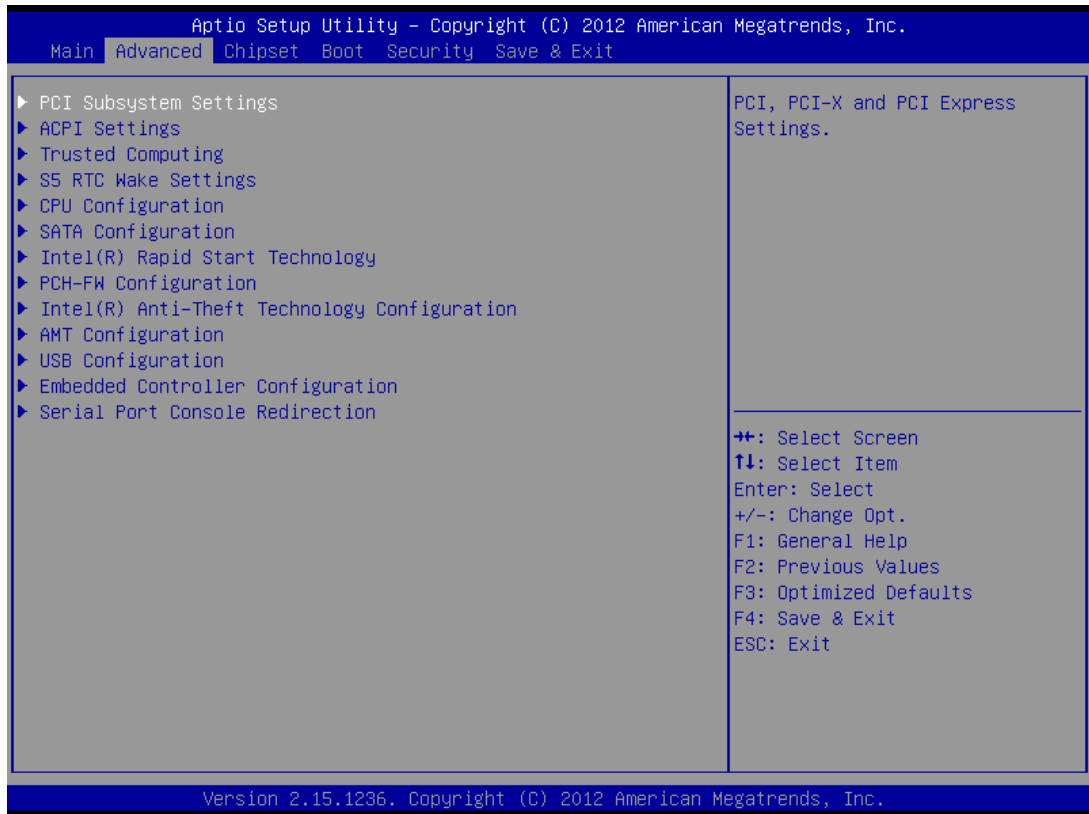 Aptio Setup Utility – Copyright (C) 2012 American Megatrends, Inc.
Main Advanced Chipset Boot Security Save & Exit
▶ PCI Subsystem Settings
▶ ACPI Settings
▶ Trusted Computing
▶ S5 RTC Wake Settings
▶ CPU Configuration
▶ SATA Configuration
▶ Intel(R) Rapid Start Technology
▶ PCH-FW Configuration
▶ Intel(R) Anti-Theft Technology Configuration
▶ AMT Configuration
▶ USB Configuration
▶ Embedded Controller Configuration
▶ Serial Port Console Redirection
PCI, PCI-X and PCI Express
Settings.
→←: Select Screen
↑↓: Select Item
Enter: Select
+/-: Change Opt.
F1: General Help
F2: Previous Values
F3: Optimized Defaults
F4: Save & Exit
ESC: Exit
Version 2.15.1236. Copyright (C) 2012 American Megatrends, Inc.